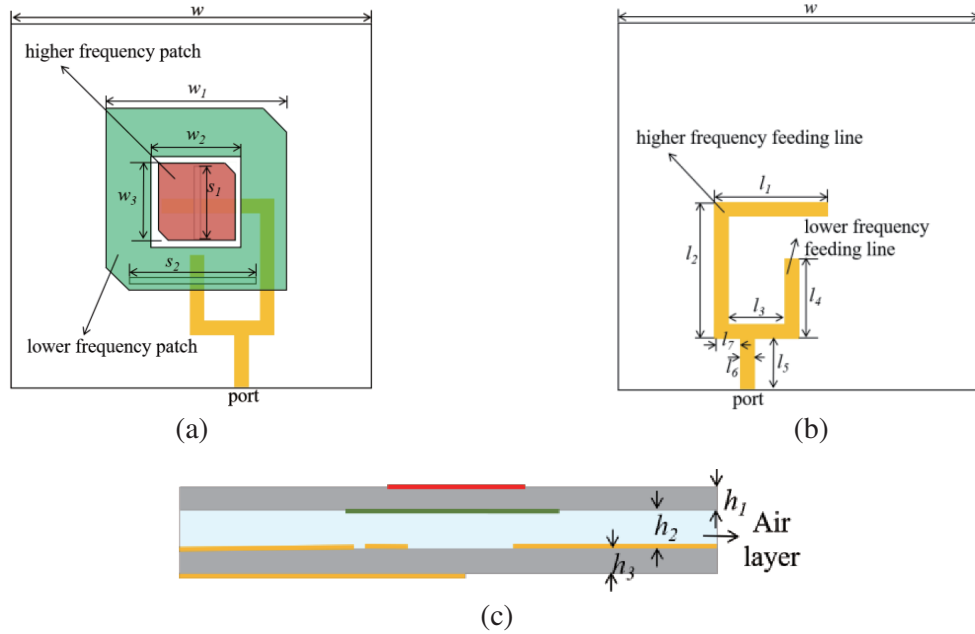 w
higher frequency patch
w1
w2
w3
s1
s2
lower frequency patch
port
(a)
w
higher frequency feeding line
l1
lower frequency
feeding line
l2
l3
l4
l7
l6
l5
port
(b)
h1
h2
Air
layer
h3
(c)